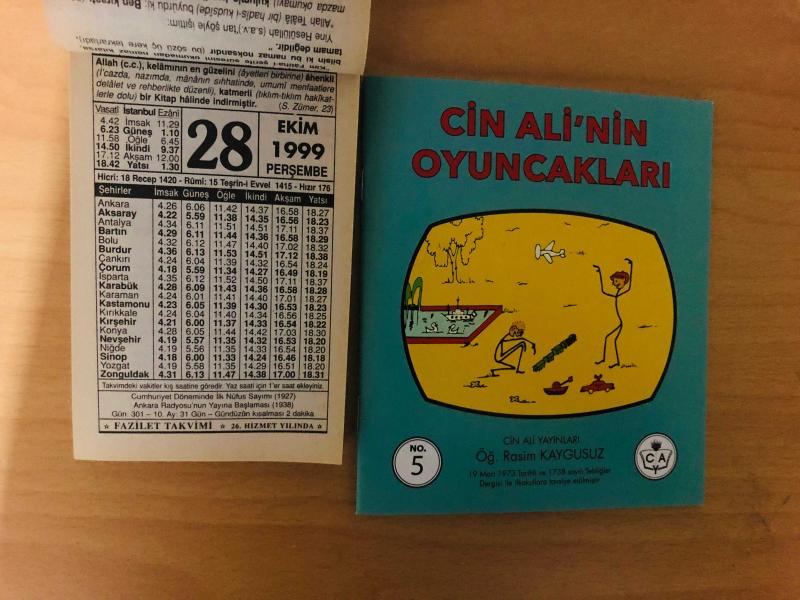 bilsin ki bu namaz noksandır
tamam değildir.
Yine Resûlüllah (s.a.v.)'tan şöyle işittim:
"Allah Teâlâ (bir hadis-i kudside) buyurdu ki: Ben
Allah (c.c.), kelâmının en güzelini (âyetleri birbirine) âhenkli
(İ'cazda, nazımda, mânânın sıhhatinde, umumî menfaatlere
delâlet ve rehberlikte düzenli), katmerli (tıklım-tıklım hakîkat-
lerle dolu) bir Kitap hâlinde indirmiştir. (S. Zümer, 23)
Vasatî İstanbul Ezânî
4.42 İmsak 11.29
6.23 Güneş 1.10
11.58 Öğle 6.45
14.50 İkindi 9.37
17.12 Akşam 12.00
18.42 Yatsı 1.30
28
EKİM
1999
PERŞEMBE
Hicrî: 18 Recep 1420 - Rûmî: 15 Teşrin-i Evvel 1415 - Hızır 176
Şehirler İmsak Güneş Öğle İkindi Akşam Yatsı
Ankara 4.26 6.06 11.42 14.37 16.58 18.27
Aksaray 4.22 5.59 11.38 14.35 16.56 18.23
Antalya 4.34 6.11 11.51 14.51 17.11 18.37
Bartın 4.29 6.11 11.44 14.36 16.58 18.29
Bolu 4.32 6.12 11.47 14.40 17.02 18.32
Burdur 4.36 6.13 11.53 14.51 17.12 18.38
Çankırı 4.24 6.04 11.39 14.32 16.54 18.24
Çorum 4.18 5.59 11.34 14.27 16.49 18.19
Isparta 4.35 6.12 11.52 14.50 17.11 18.37
Karabük 4.28 6.09 11.43 14.36 16.58 18.28
Karaman 4.24 6.01 11.41 14.40 17.01 18.27
Kastamonu 4.23 6.05 11.39 14.30 16.53 18.23
Kırıkkale 4.24 6.04 11.40 14.34 16.56 18.25
Kırşehir 4.21 6.00 11.37 14.33 16.54 18.22
Konya 4.28 6.05 11.44 14.42 17.03 18.30
Nevşehir 4.19 5.57 11.35 14.32 16.53 18.20
Niğde 4.19 5.56 11.35 14.33 16.54 18.20
Sinop 4.18 6.00 11.33 14.24 16.46 18.18
Yozgat 4.19 5.58 11.35 14.29 16.51 18.20
Zonguldak 4.31 6.13 11.47 14.38 17.00 18.31
Takvimdeki vakitler kış saatine göredir. Yaz saati için 1'er saat ekleyiniz.
Cumhuriyet Döneminde İlk Nüfus Sayımı (1927)
Ankara Radyosu'nun Yayına Başlaması (1938)
Gün: 301 – 10. Ay: 31 Gün – Gündüzün kısalması 2 dakika
FAZİLET TAKVİMİ 26. HİZMET YILINDA
CİN ALİ'NİN
OYUNCAKLARI
NO.
5
CİN ALİ YAYINLARI
Öğ. Rasim KAYGUSUZ
19 Mart 1973 Tarihli ve 1738 sayılı Tebliğler
Dergisi ile ilkokullara tavsiye edilmiştir
C A
Y